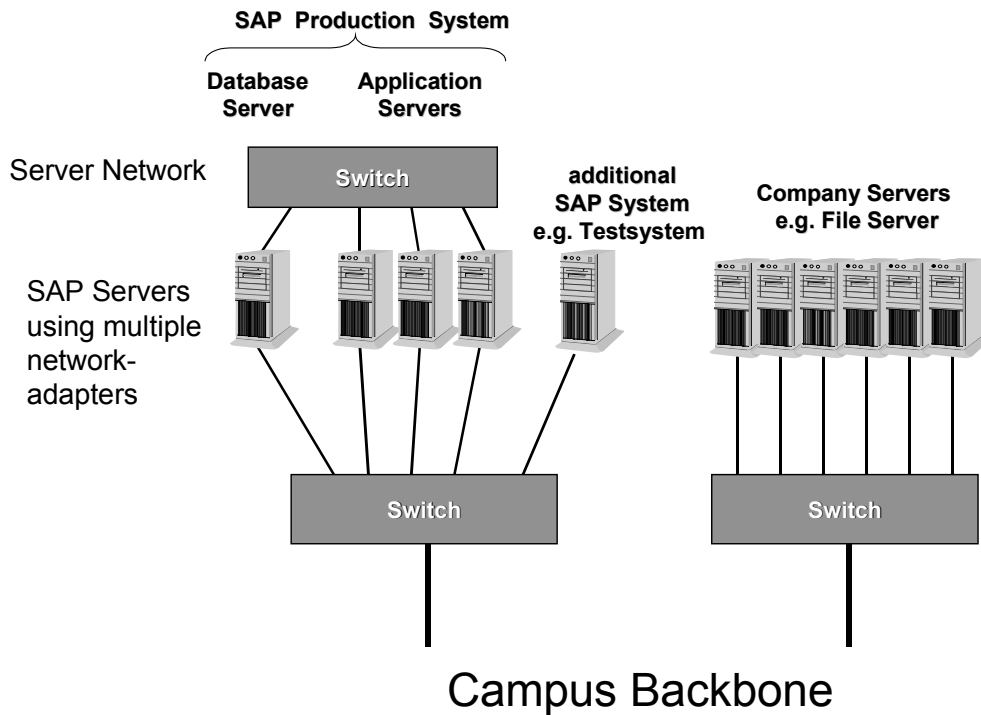 SAP Production System
Database
Server
Application
Servers
Server Network
Switch
additional
SAP System
e.g. Testsystem
Company Servers
e.g. File Server
SAP Servers
using multiple
network-
adapters
Switch
Switch
Campus Backbone